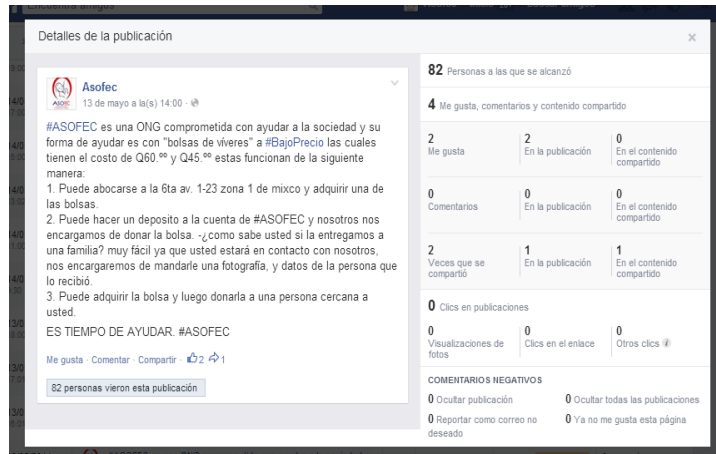 Encuentra amigos
Detalles de la publicación
×
Asofec
13 de mayo a la(s) 14:00 ·
#ASOFEC es una ONG comprometida con ayudar a la sociedad y su
forma de ayudar es con "bolsas de víveres" a #BajoPrecio las cuales
tienen el costo de Q60.ºº y Q45.ºº estas funcionan de la siguiente
manera:
1. Puede abocarse a la 6ta av. 1-23 zona 1 de mixco y adquirir una de
las bolsas.
2. Puede hacer un deposito a la cuenta de #ASOFEC y nosotros nos
encargamos de donar la bolsa. -¿como sabe usted si la entregamos a
una familia? muy fácil ya que usted estará en contacto con nosotros,
nos encargaremos de mandarle una fotografía, y datos de la persona que
lo recibió.
3. Puede adquirir la bolsa y luego donarla a una persona cercana a
usted.
ES TIEMPO DE AYUDAR. #ASOFEC
Me gusta · Comentar · Compartir · 2 1
82 personas vieron esta publicación
82 Personas a las que se alcanzó
4 Me gusta, comentarios y contenido compartido
2 2 0
Me gusta En la publicación En el contenido
compartido
0 0 0
Comentarios En la publicación En el contenido
compartido
2 1 1
Veces que se En la publicación En el contenido
compartió compartido
0 Clics en publicaciones
0 0 0
Visualizaciones de Clics en el enlace Otros clics
fotos
COMENTARIOS NEGATIVOS
0 Ocultar publicación 0 Ocultar todas las publicaciones
0 Reportar como correo no 0 Ya no me gusta esta página
deseado